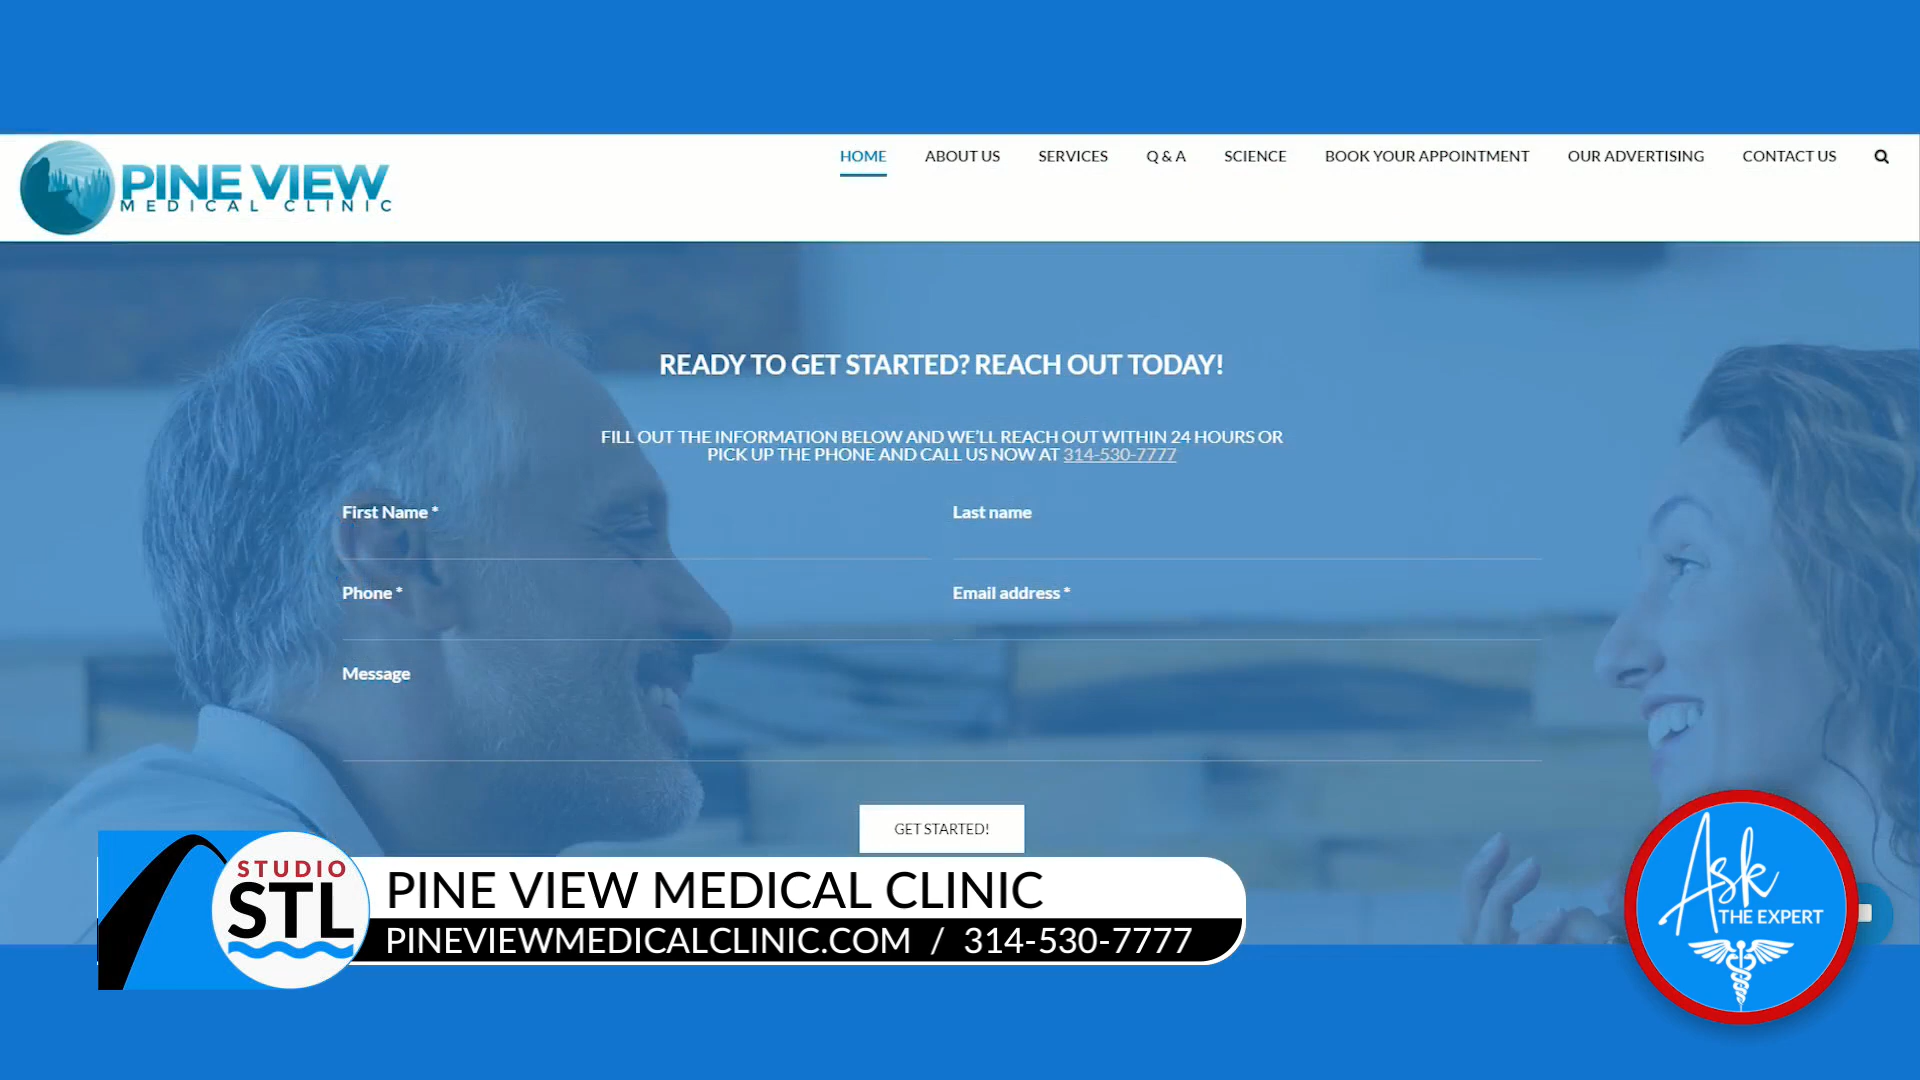 PINE VIEW
MEDICAL CLINIC
HOME
ABOUT US
SERVICES
Q & A
SCIENCE
BOOK YOUR APPOINTMENT
OUR ADVERTISING
CONTACT US
READY TO GET STARTED? REACH OUT TODAY!
FILL OUT THE INFORMATION BELOW AND WE'LL REACH OUT WITHIN 24 HOURS OR
PICK UP THE PHONE AND CALL US NOW AT 314-530-7777
First Name *
Last name
Phone *
Email address *
Message
GET STARTED!
STUDIO
STL
PINE VIEW MEDICAL CLINIC
PINEVIEWMEDICALCLINIC.COM / 314-530-7777
Ask
THE EXPERT